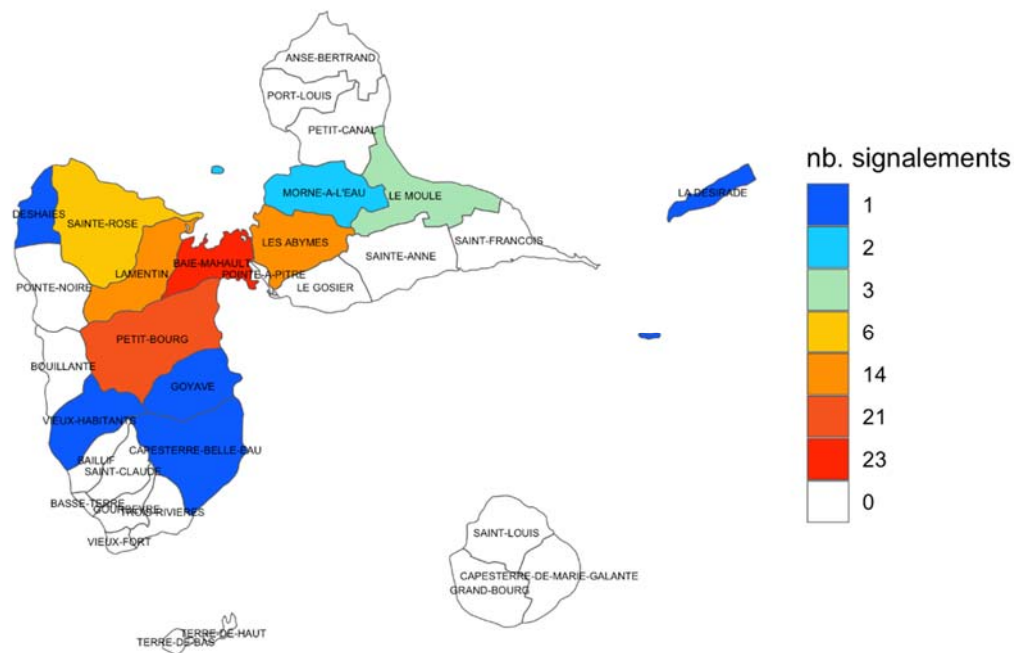 ANSE-BERTRAND
PORT-LOUIS
PETIT-CANAL
MORNE-A-L'EAU
LE MOULE
LA DESIRADE
DESHAIES
SAINTE-ROSE
LES ABYMES
SAINT-FRANCOIS
SAINTE-ANNE
BAIE-MAHAULT
LAMENTIN
POINTE-A-PITRE
POINTE-NOIRE
LE GOSIER
PETIT-BOURG
BOUILLANTE
GOYAVE
VIEUX-HABITANTS
CAPESTERRE-BELLE-EAU
BAILLIF
SAINT-CLAUDE
BASSE-TERRE
GOURBEYRE
TROIS-RIVIERES
VIEUX-FORT
SAINT-LOUIS
CAPESTERRE-DE-MARIE-GALANTE
GRAND-BOURG
TERRE-DE-HAUT
TERRE-DE-BAS
nb. signalements
1
2
3
6
14
21
23
0